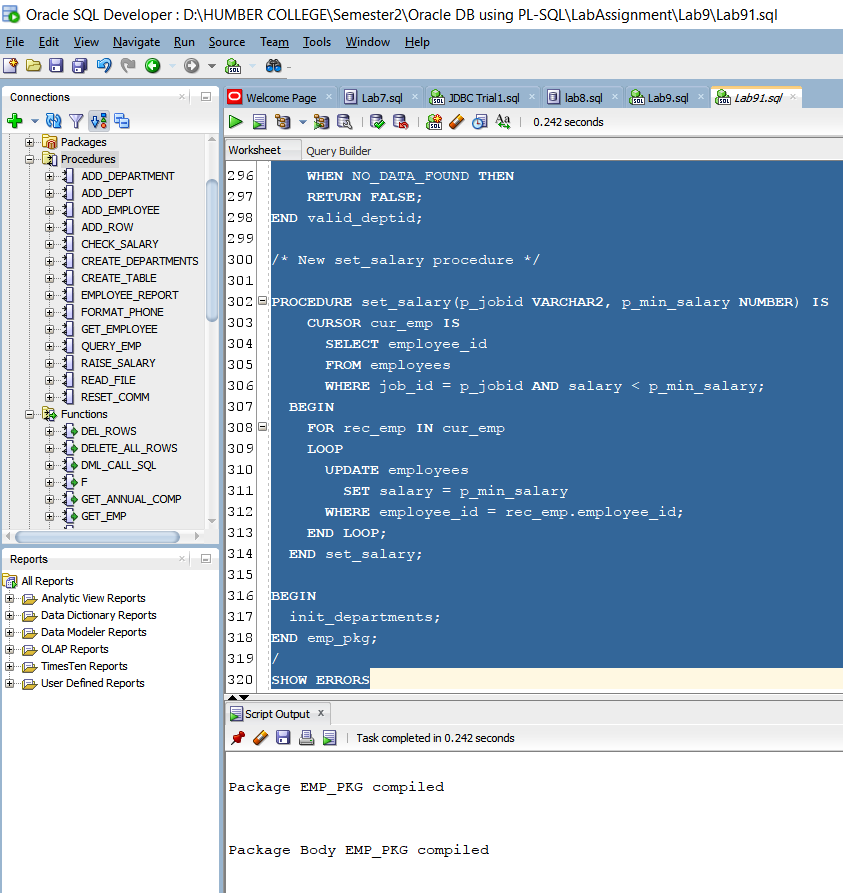 Oracle SQL Developer : D:\HUMBER COLLEGE\Semester2\Oracle DB using PL-SQL\LabAssignment\Lab9\Lab91.sql
File Edit View Navigate Run Source Team Tools Window Help
Connections
Packages
Procedures
ADD_DEPARTMENT
ADD_DEPT
ADD_EMPLOYEE
ADD_ROW
CHECK_SALARY
CREATE_DEPARTMENTS
CREATE_TABLE
EMPLOYEE_REPORT
FORMAT_PHONE
GET_EMPLOYEE
QUERY_EMP
RAISE_SALARY
READ_FILE
RESET_COMM
Functions
DEL_ROWS
DELETE_ALL_ROWS
DML_CALL_SQL
F
GET_ANNUAL_COMP
GET_EMP
Reports
All Reports
Analytic View Reports
Data Dictionary Reports
Data Modeler Reports
OLAP Reports
TimesTen Reports
User Defined Reports
Welcome Page Lab7.sql JDBC Trial1.sql lab8.sql Lab9.sql Lab91.sql
0.242 seconds
Worksheet Query Builder
296 WHEN NO_DATA_FOUND THEN
297 RETURN FALSE;
298 END valid_deptid;
299
300 /* New set_salary procedure */
301
302 PROCEDURE set_salary(p_jobid VARCHAR2, p_min_salary NUMBER) IS
303 CURSOR cur_emp IS
304 SELECT employee_id
305 FROM employees
306 WHERE job_id = p_jobid AND salary < p_min_salary;
307 BEGIN
308 FOR rec_emp IN cur_emp
309 LOOP
310 UPDATE employees
311 SET salary = p_min_salary
312 WHERE employee_id = rec_emp.employee_id;
313 END LOOP;
314 END set_salary;
315
316 BEGIN
317 init_departments;
318 END emp_pkg;
319 /
320 SHOW ERRORS
Script Output x
Task completed in 0.242 seconds
Package EMP_PKG compiled
Package Body EMP_PKG compiled